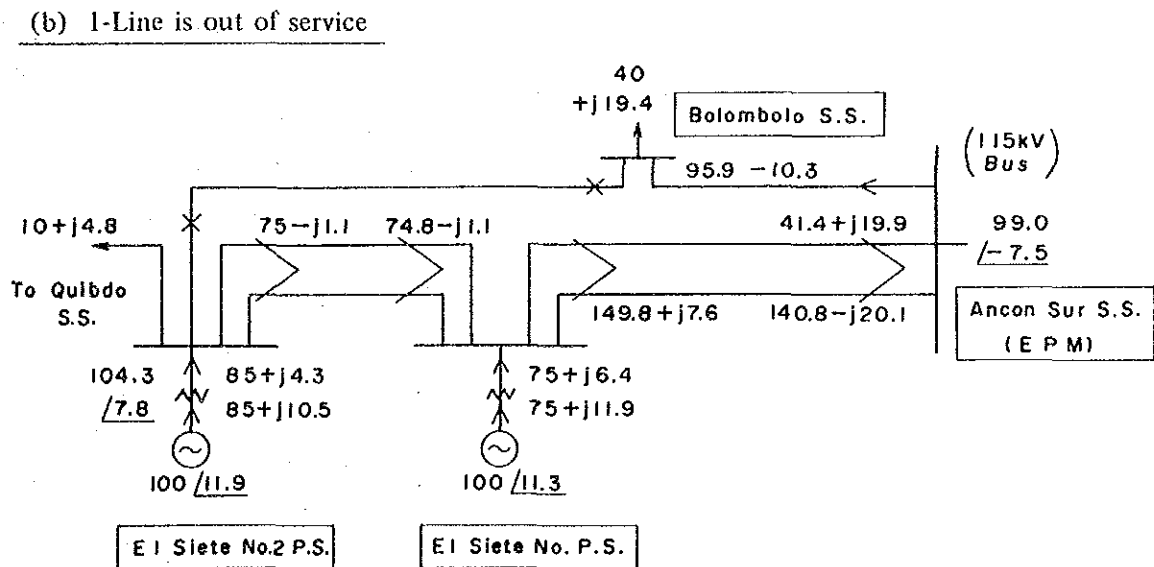 (b) 1-Line is out of service
40
+j19.4
Bolombolo S.S.
(115kV
Bus)
95.9 -10.3
10+j4.8
75-j1.1
74.8-j1.1
41.4+j19.9
99.0
/-7.5
To Quibdo
S.S.
149.8+j7.6
140.8-j20.1
Ancon Sur S.S.
(EPM)
104.3
/7.8
85+j4.3
85+j10.5
75+j6.4
75+j11.9
100 /11.9
100 /11.3
El Siete No.2 P.S.
El Siete No. P.S.